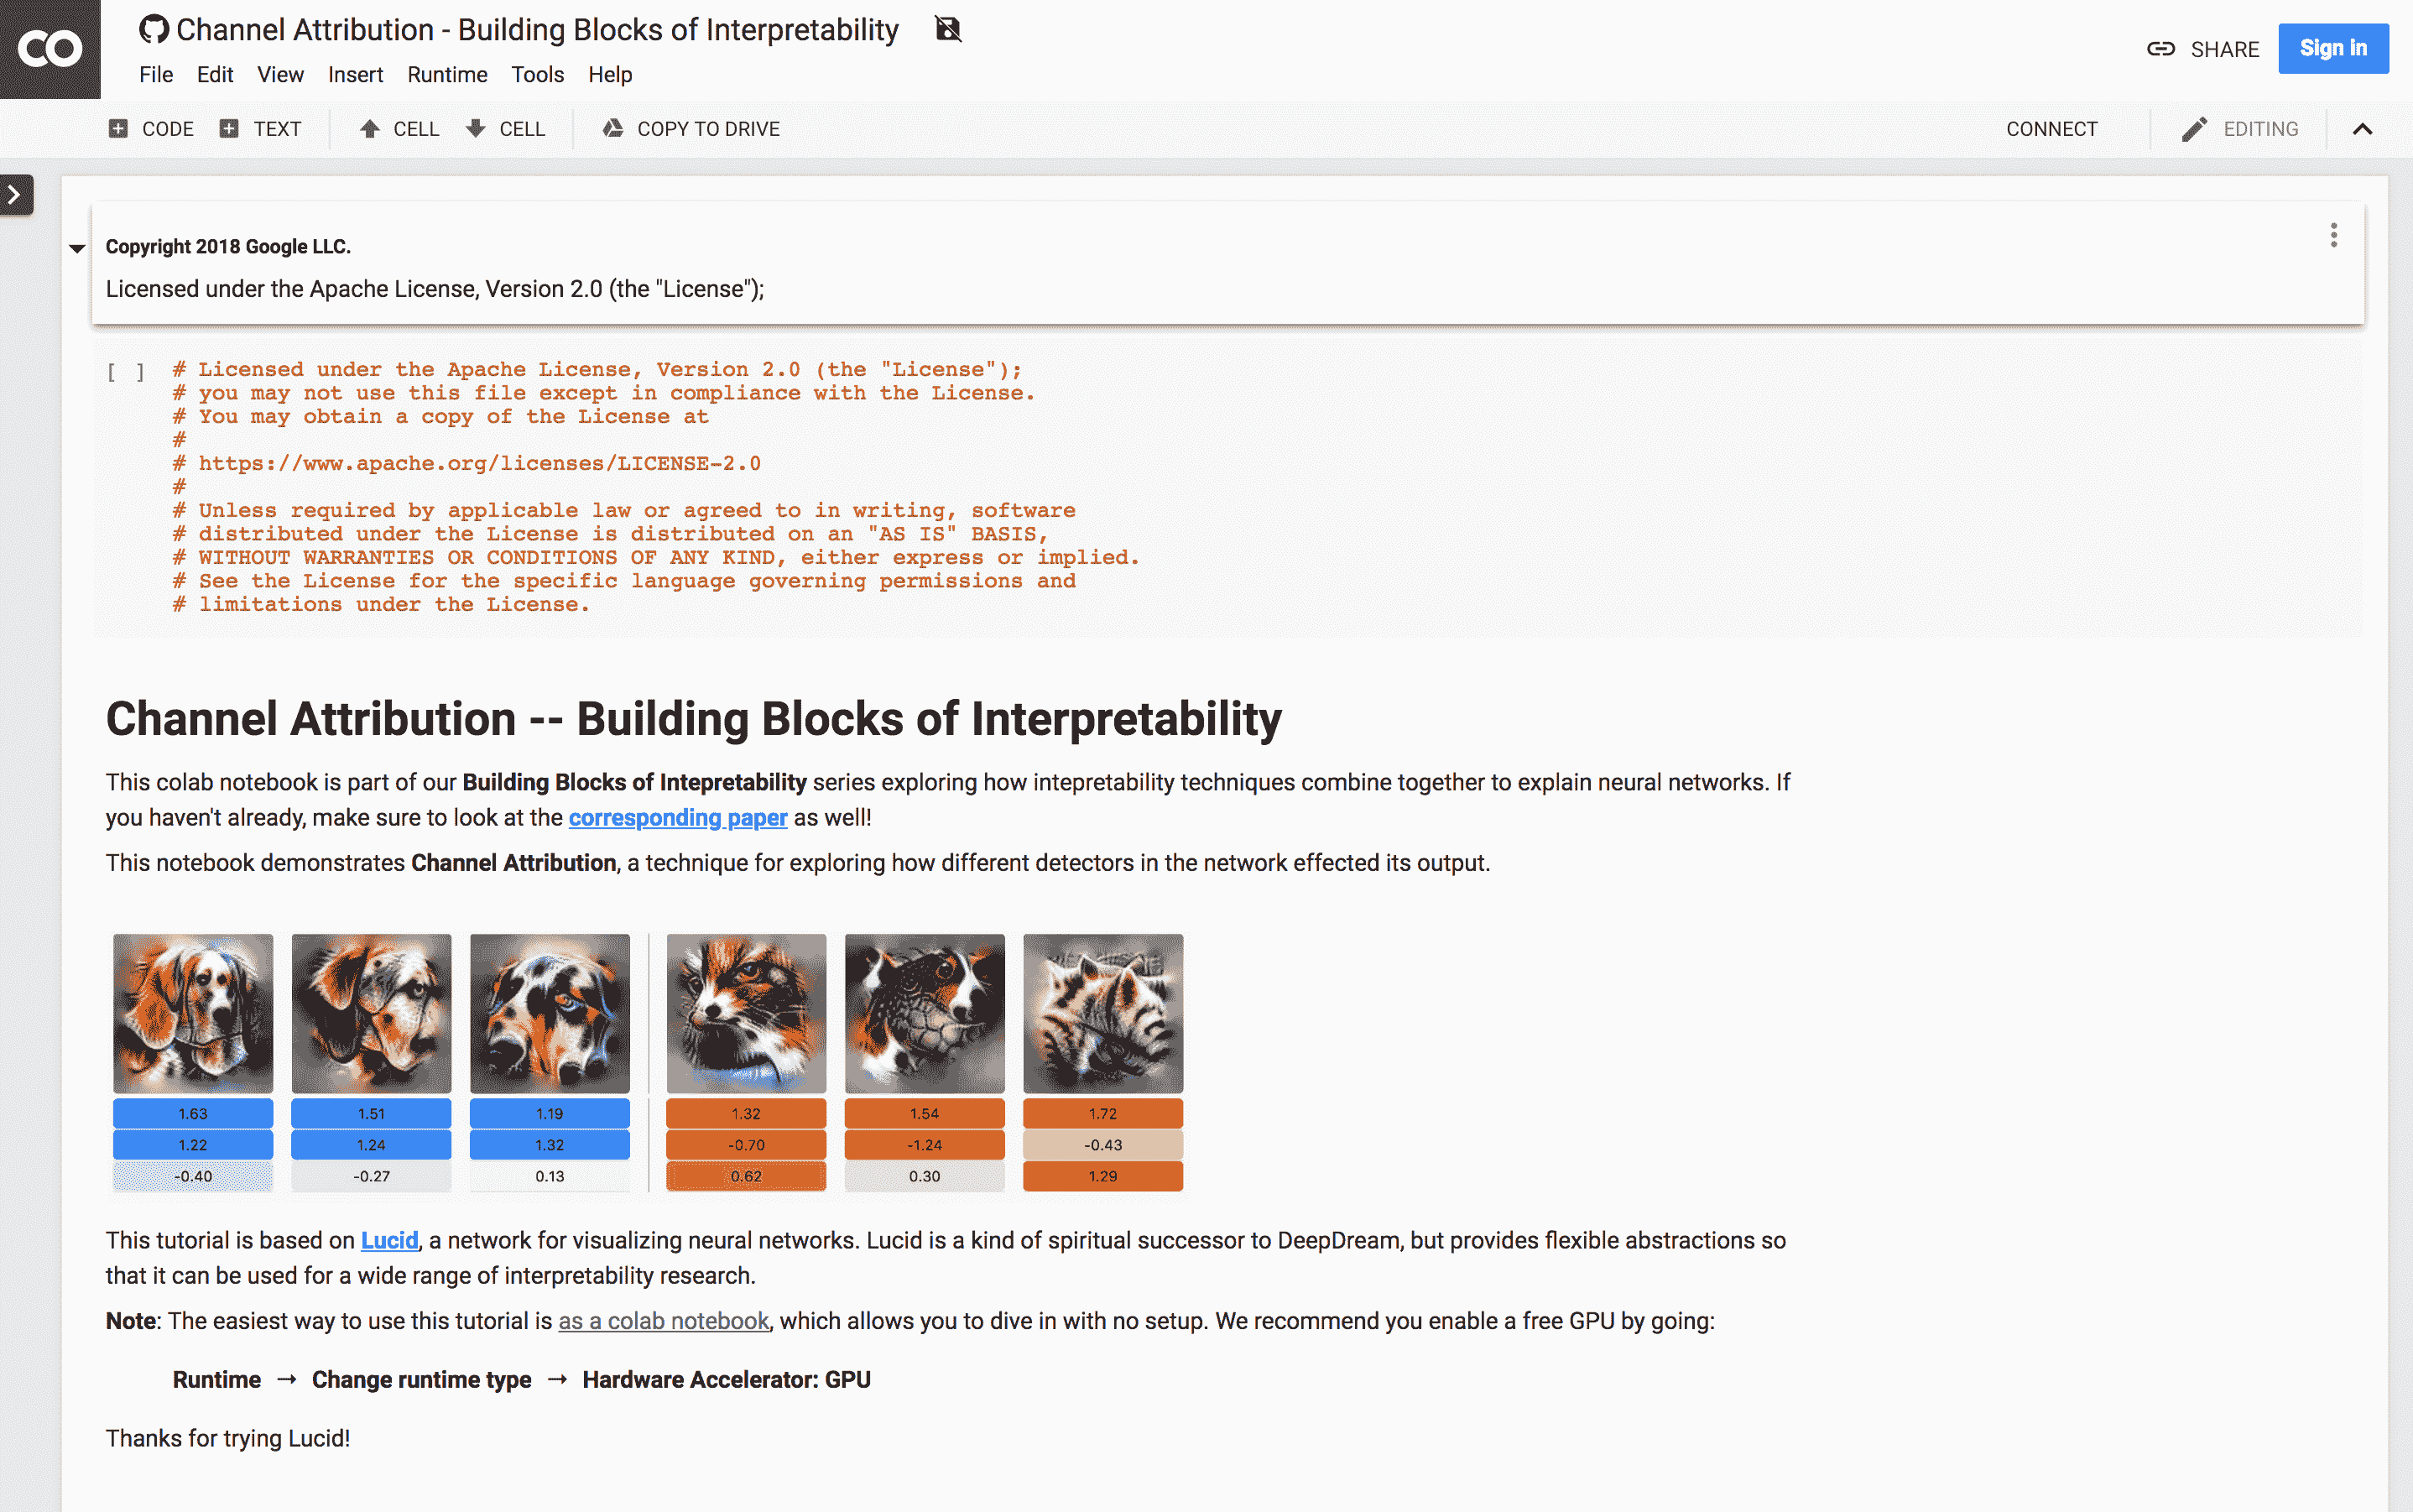 CO
Channel Attribution - Building Blocks of Interpretability
File Edit View Insert Runtime Tools Help
SHARE
Sign in
CODE TEXT CELL CELL COPY TO DRIVE
CONNECT EDITING
Copyright 2018 Google LLC.
Licensed under the Apache License, Version 2.0 (the "License");
[ ] # Licensed under the Apache License, Version 2.0 (the "License");
# you may not use this file except in compliance with the License.
# You may obtain a copy of the License at
#
# https://www.apache.org/licenses/LICENSE-2.0
#
# Unless required by applicable law or agreed to in writing, software
# distributed under the License is distributed on an "AS IS" BASIS,
# WITHOUT WARRANTIES OR CONDITIONS OF ANY KIND, either express or implied.
# See the License for the specific language governing permissions and
# limitations under the License.
Channel Attribution -- Building Blocks of Interpretability
This colab notebook is part of our Building Blocks of Intepretability series exploring how intepretability techniques combine together to explain neural networks. If
you haven't already, make sure to look at the corresponding paper as well!
This notebook demonstrates Channel Attribution, a technique for exploring how different detectors in the network effected its output.
1.63 1.51 1.19 1.32 1.54 1.72
1.22 1.24 1.32 -0.70 -1.24 -0.43
-0.40 -0.27 0.13 0.62 0.30 1.29
This tutorial is based on Lucid, a network for visualizing neural networks. Lucid is a kind of spiritual successor to DeepDream, but provides flexible abstractions so
that it can be used for a wide range of interpretability research.
Note: The easiest way to use this tutorial is as a colab notebook, which allows you to dive in with no setup. We recommend you enable a free GPU by going:
Runtime → Change runtime type → Hardware Accelerator: GPU
Thanks for trying Lucid!